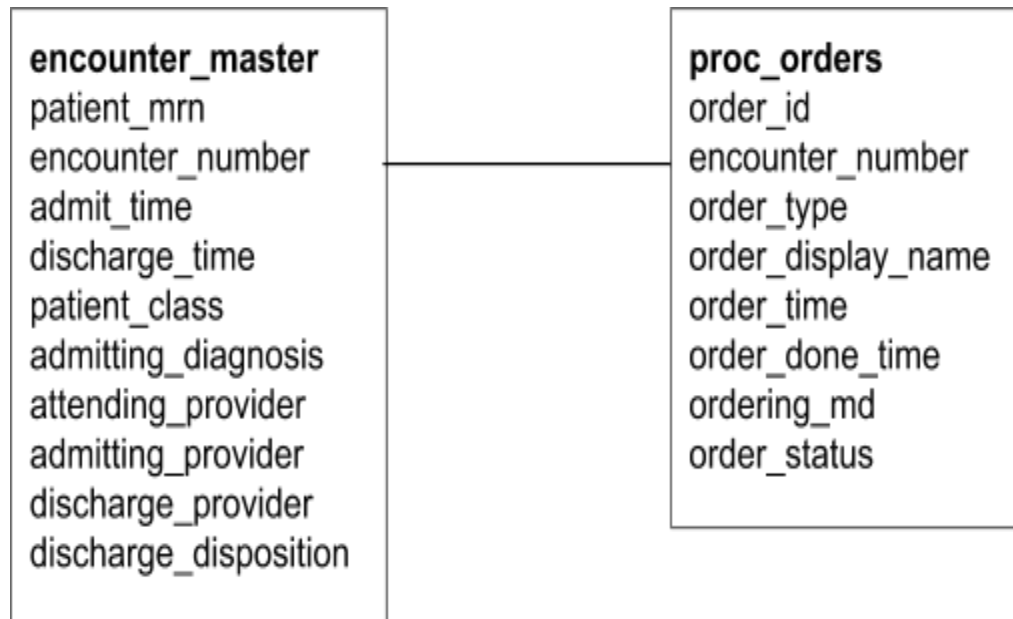 encounter_master
patient_mrn
encounter_number
admit_time
discharge_time
patient_class
admitting_diagnosis
attending_provider
admitting_provider
discharge_provider
discharge_disposition
proc_orders
order_id
encounter_number
order_type
order_display_name
order_time
order_done_time
ordering_md
order_status